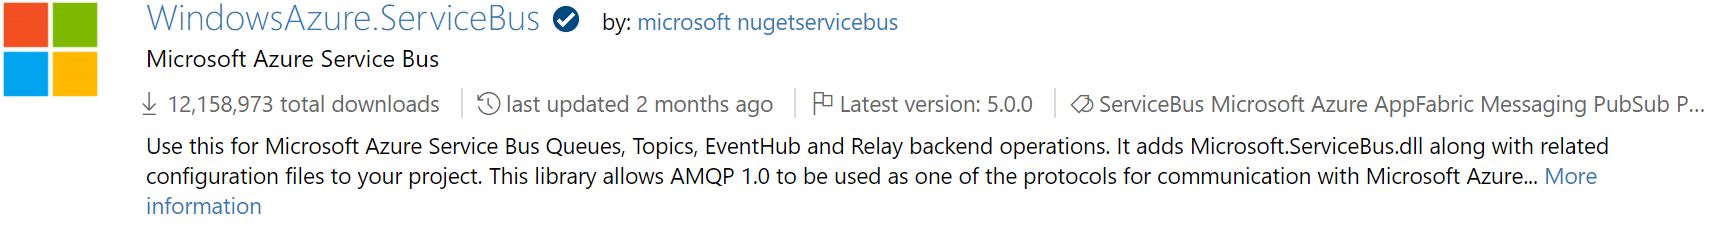 WindowsAzure.ServiceBus by: microsoft nugetservicebus
Microsoft Azure Service Bus
12,158,973 total downloads last updated 2 months ago Latest version: 5.0.0 ServiceBus Microsoft Azure AppFabric Messaging PubSub P...
Use this for Microsoft Azure Service Bus Queues, Topics, EventHub and Relay backend operations. It adds Microsoft.ServiceBus.dll along with related
configuration files to your project. This library allows AMQP 1.0 to be used as one of the protocols for communication with Microsoft Azure... More
information